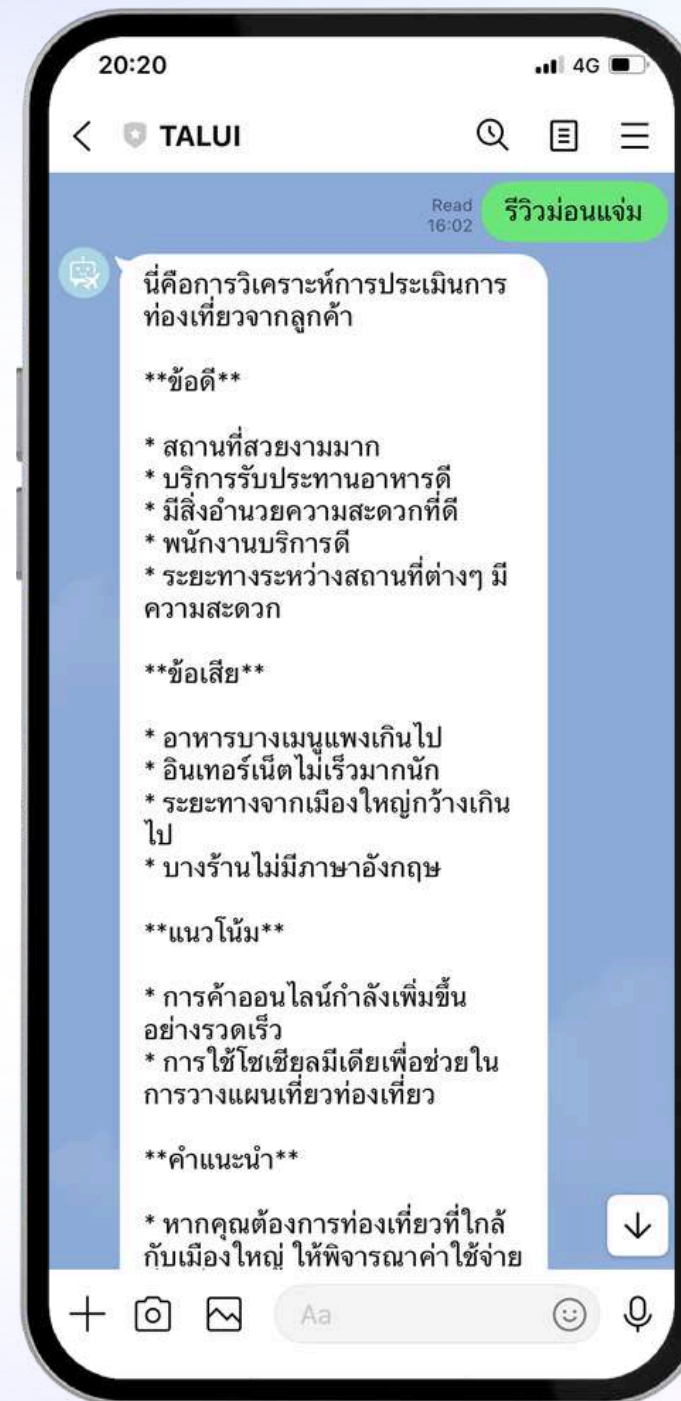 20:20
4G
TALUI
Read
16:02
รีวิวม่อนแจ่ม
นี่คือการวิเคราะห์การประเมินการ
ท่องเที่ยวจากลูกค้า
**ข้อดี**
* สถานที่สวยงามมาก
* บริการรับประทานอาหารดี
* มีสิ่งอำนวยความสะดวกที่ดี
* พนักงานบริการดี
* ระยะทางระหว่างสถานที่ต่างๆ มี
ความสะดวก
**ข้อเสีย**
* อาหารบางเมนูแพงเกินไป
* อินเทอร์เน็ตไม่เร็วมากนัก
* ระยะทางจากเมืองใหญ่กว้างเกิน
ไป
* บางร้านไม่มีภาษาอังกฤษ
**แนวโน้ม**
* การค้าออนไลน์กำลังเพิ่มขึ้น
อย่างรวดเร็ว
* การใช้โซเชียลมีเดียเพื่อช่วยใน
การวางแผนเที่ยวท่องเที่ยว
**คำแนะนำ**
* หากคุณต้องการท่องเที่ยวที่ใกล้
กับเมืองใหญ่ ให้พิจารณาค่าใช้จ่าย
Aa